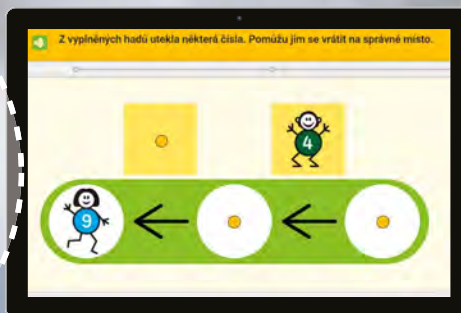 Z vyplněných hadů utekla některá čísla. Pomůžu jim se vrátit na správné místo.
4
9